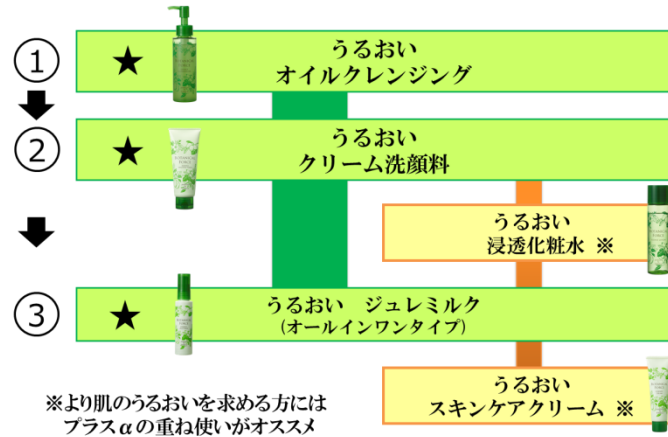 ① ★ うるおい
オイルクレンジング
② ★ うるおい
クリーム洗顔料
うるおい
浸透化粧水 ※
③ ★ うるおい ジュレミルク
(オールインワンタイプ)
うるおい
スキンケアクリーム ※
※より肌のうるおいを求める方には
プラスαの重ね使いがオススメ